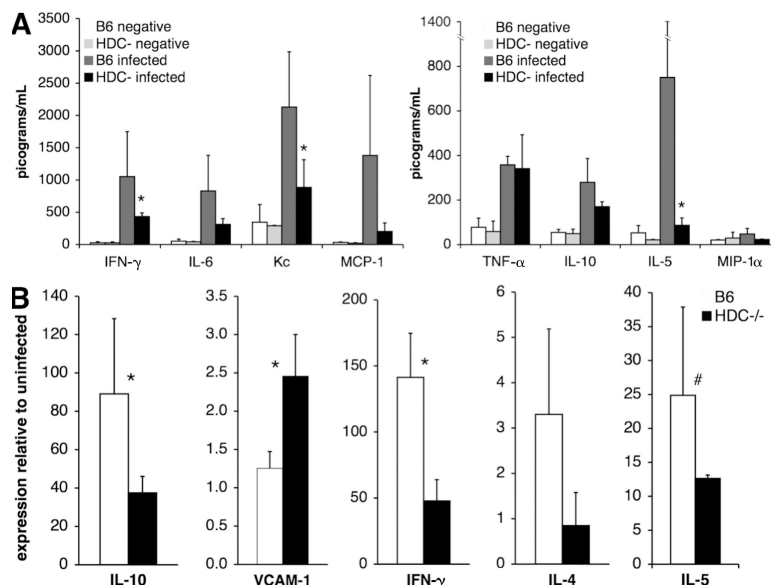 A
B6 negative
HDC- negative
B6 infected
HDC- infected
picograms/mL
3500
3000
2500
2000
1500
1000
500
0
*
*
IFN-γ IL-6 Kc MCP-1
B6 negative
HDC- negative
B6 infected
HDC- infected
picograms/mL
1400
800
600
400
200
0
*
TNF-α IL-10 IL-5 MIP-1α
B
expression relative to uninfected
140
120
100
80
60
40
20
0
*
IL-10
3.5
3.0
2.5
2.0
1.5
1.0
0.5
0.0
*
VCAM-1
200
150
100
50
0
*
IFN-γ
6
5
4
3
2
1
0
IL-4
B6
HDC-/-
40
35
30
25
20
15
10
5
0
#
IL-5